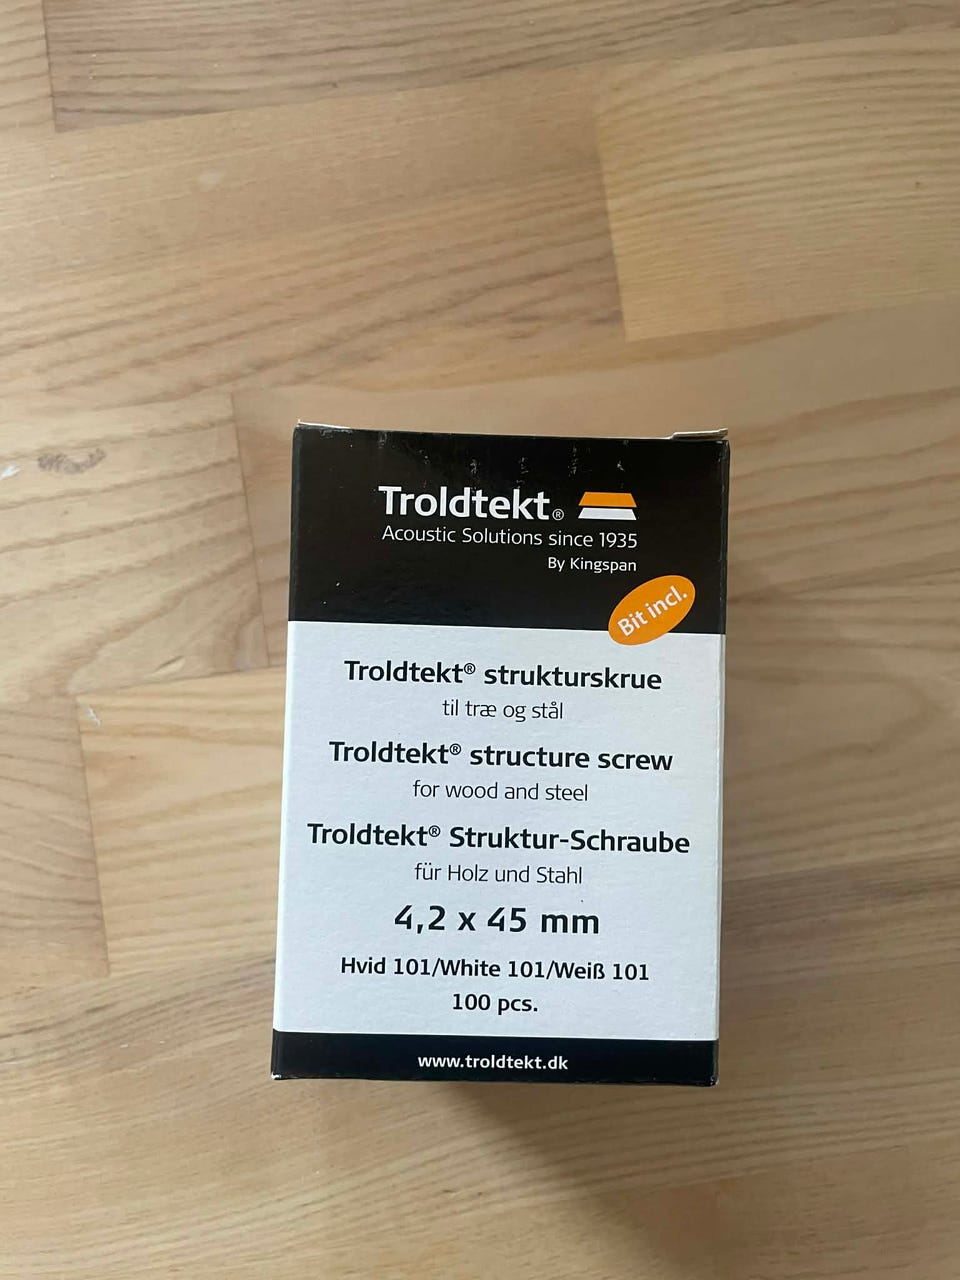 Troldtekt®
Acoustic Solutions since 1935
By Kingspan
Bit incl.
Troldtekt® strukturskrue
til træ og stål
Troldtekt® structure screw
for wood and steel
Troldtekt® Struktur-Schraube
für Holz und Stahl
4,2 x 45 mm
Hvid 101/White 101/Weiß 101
100 pcs.
www.troldtekt.dk